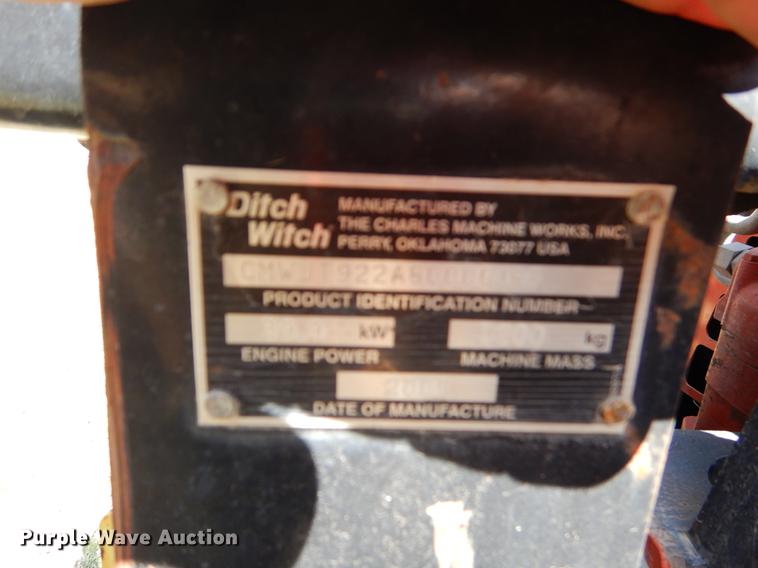 Ditch Witch
MANUFACTURED BY
THE CHARLES MACHINE WORKS, INC.
PERRY, OKLAHOMA 73077 USA
PRODUCT IDENTIFICATION NUMBER
kW
kg
ENGINE POWER
MACHINE MASS
DATE OF MANUFACTURE
Purple Wave Auction